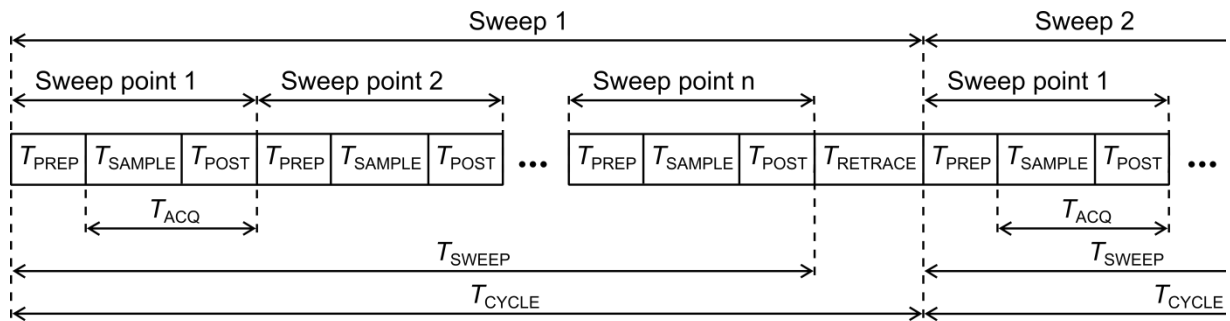 Sweep 1 Sweep 2
Sweep point 1 Sweep point 2 Sweep point n Sweep point 1
TPREP TSAMPLE TPOST TPREP TSAMPLE TPOST ••• TPREP TSAMPLE TPOST TRETRACE TPREP TSAMPLE TPOST •••
TACQ TACQ
TSWEEP TSWEEP
TCYCLE TCYCLE